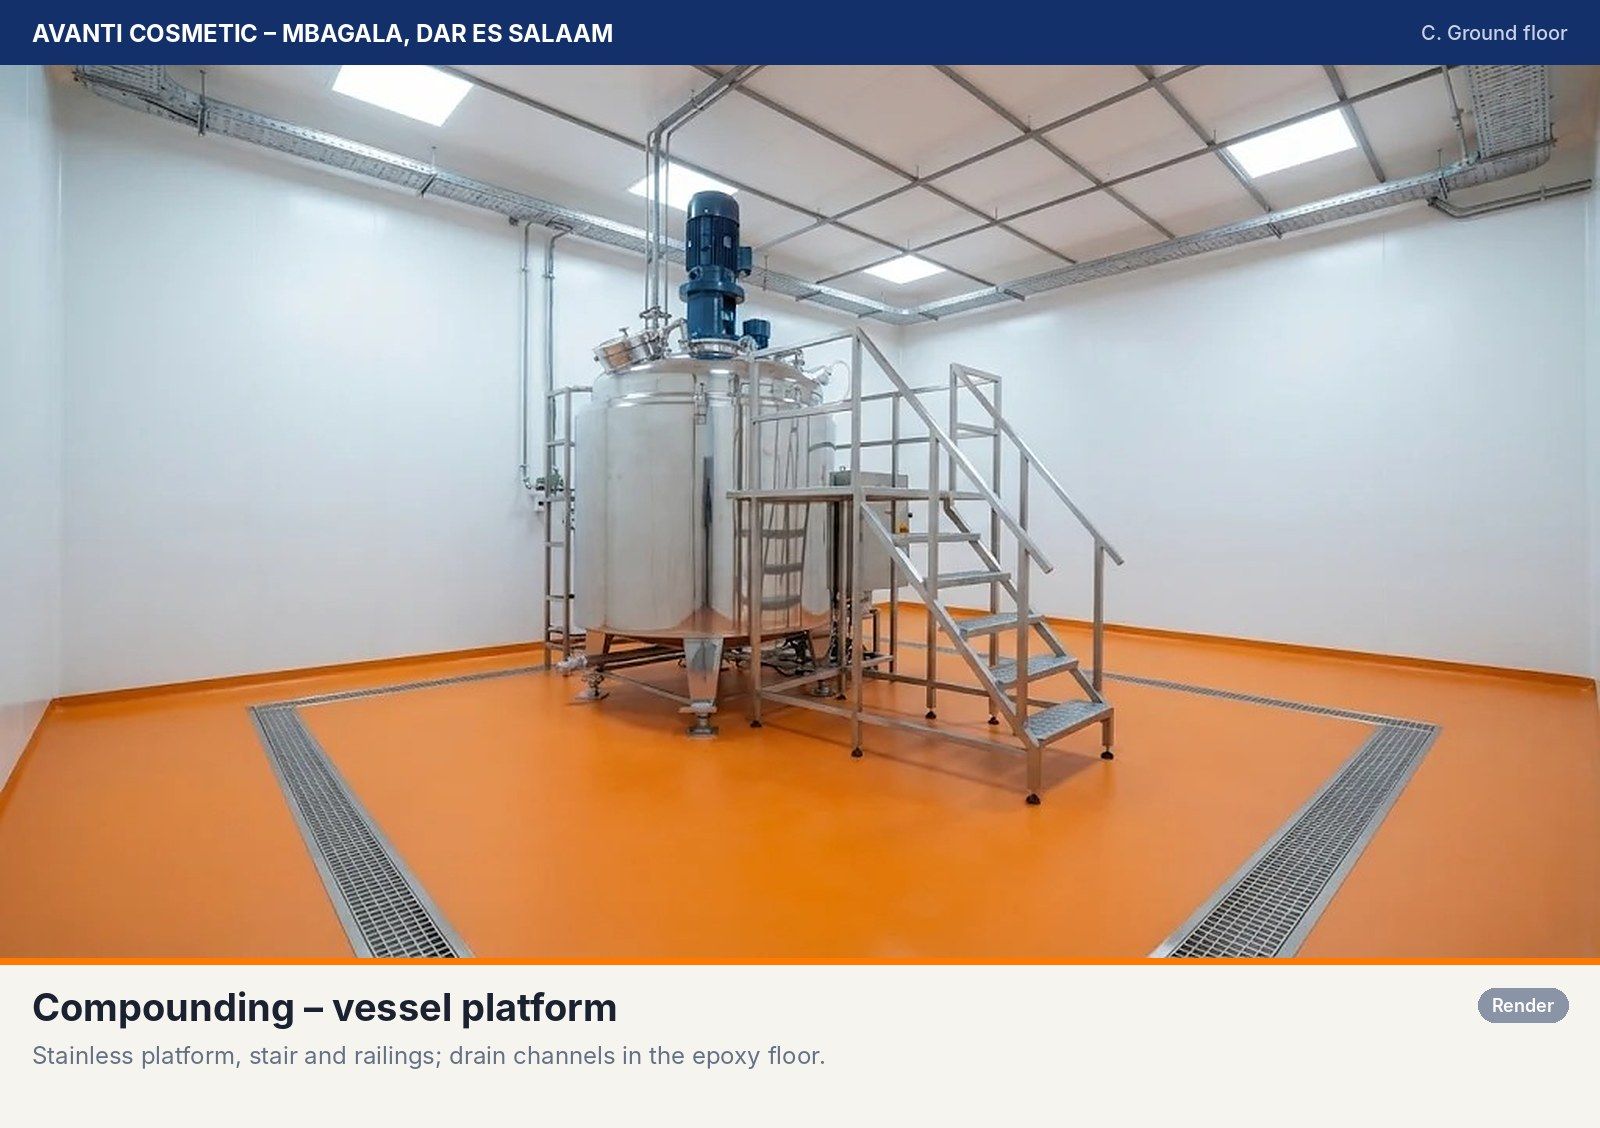 AVANTI COSMETIC – MBAGALA, DAR ES SALAAM
C. Ground floor
Compounding – vessel platform
Render
Stainless platform, stair and railings; drain channels in the epoxy floor.